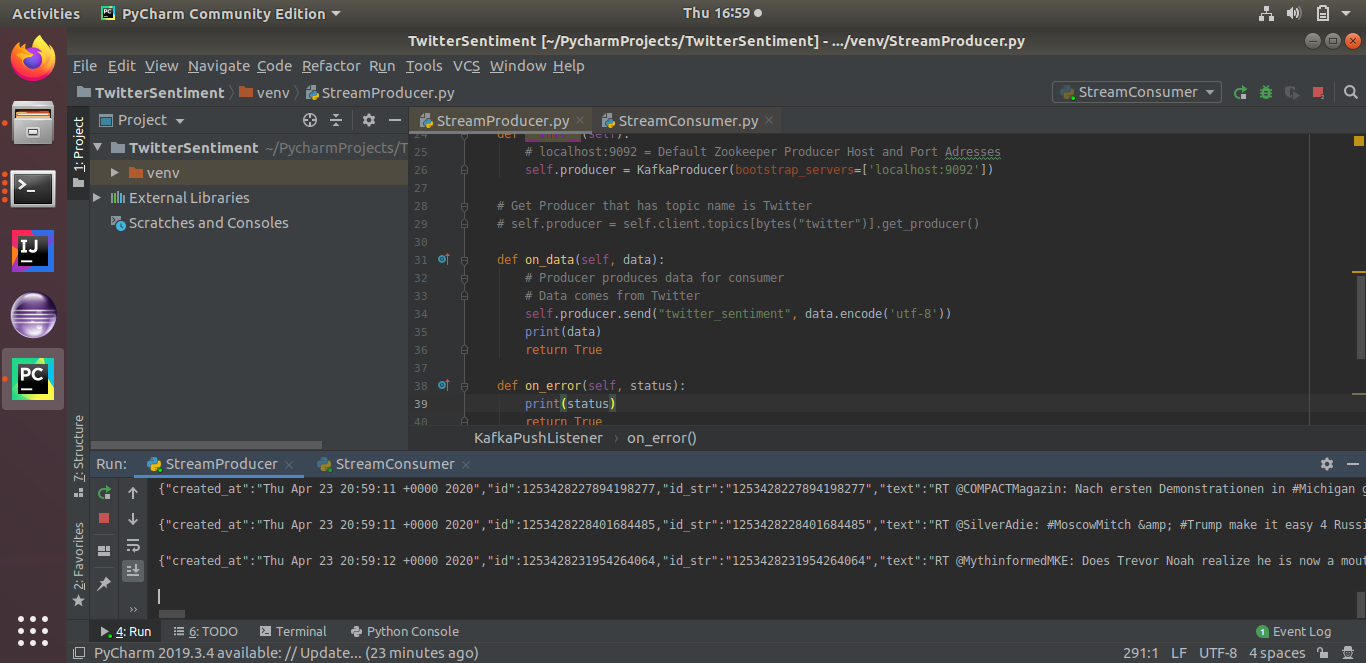 Activities PyCharm Community Edition Thu 16:59
TwitterSentiment [~/PycharmProjects/TwitterSentiment] - .../venv/StreamProducer.py
File Edit View Navigate Code Refactor Run Tools VCS Window Help
TwitterSentiment venv StreamProducer.py StreamConsumer
1: Project
Project
TwitterSentiment ~/PycharmProjects/T
venv
External Libraries
Scratches and Consoles
StreamProducer.py StreamConsumer.py
24 def (self):
25 # localhost:9092 = Default Zookeeper Producer Host and Port Adresses
26 self.producer = KafkaProducer(bootstrap_servers=['localhost:9092'])
27
28 # Get Producer that has topic name is Twitter
29 # self.producer = self.client.topics[bytes("twitter")].get_producer()
30
31 def on_data(self, data):
32 # Producer produces data for consumer
33 # Data comes from Twitter
34 self.producer.send("twitter_sentiment", data.encode('utf-8'))
35 print(data)
36 return True
37
38 def on_error(self, status):
39 print(status)
40 return True
KafkaPushListener › on_error()
7: Structure
2: Favorites
Run: StreamProducer StreamConsumer
{"created_at":"Thu Apr 23 20:59:11 +0000 2020","id":1253428227894198277,"id_str":"1253428227894198277","text":"RT @COMPACTMagazin: Nach ersten Demonstrationen in #Michigan g
{"created_at":"Thu Apr 23 20:59:11 +0000 2020","id":1253428228401684485,"id_str":"1253428228401684485","text":"RT @SilverAdie: #MoscowMitch &amp; #Trump make it easy 4 Russi
{"created_at":"Thu Apr 23 20:59:12 +0000 2020","id":1253428231954264064,"id_str":"1253428231954264064","text":"RT @MythinformedMKE: Does Trevor Noah realize he is now a mout
4: Run 6: TODO Terminal Python Console 1 Event Log
PyCharm 2019.3.4 available: // Update... (23 minutes ago) 291:1 LF UTF-8 4 spaces